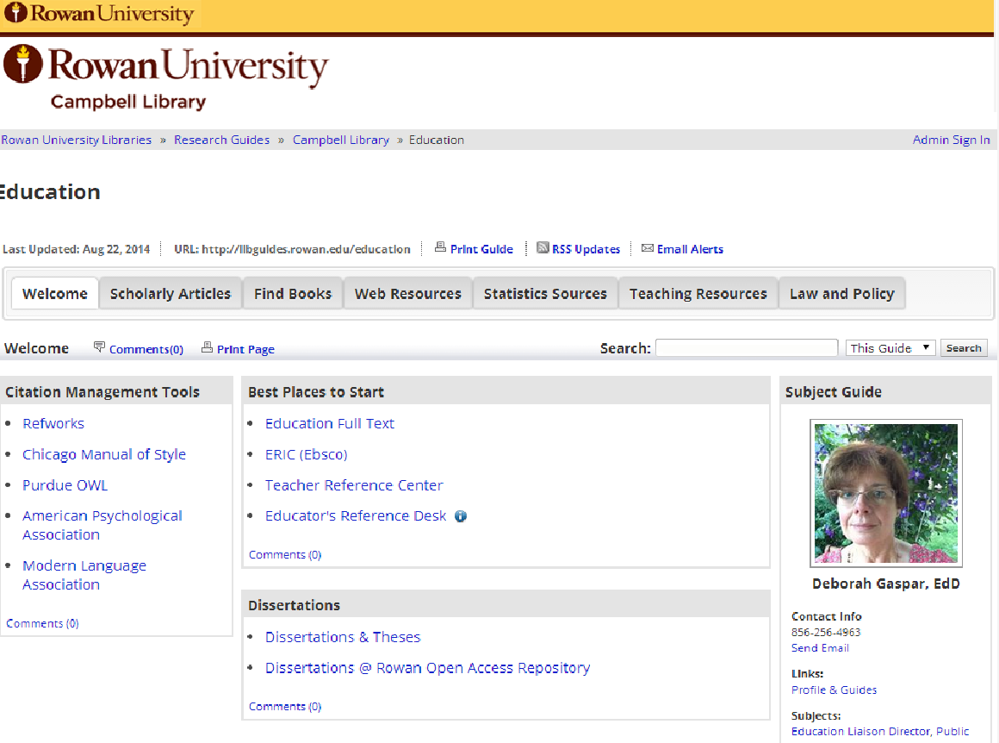 Rowan University
Rowan University
Campbell Library
Rowan University Libraries » Research Guides » Campbell Library » Education
Admin Sign In
Education
Last Updated: Aug 22, 2014
URL: http://libguides.rowan.edu/education
Print Guide
RSS Updates
Email Alerts
Welcome
Scholarly Articles
Find Books
Web Resources
Statistics Sources
Teaching Resources
Law and Policy
Welcome
Comments(0)
Print Page
Search:
This Guide
Search
Citation Management Tools
Refworks
Chicago Manual of Style
Purdue OWL
American Psychological
Association
Modern Language
Association
Comments (0)
Best Places to Start
Education Full Text
ERIC (Ebsco)
Teacher Reference Center
Educator's Reference Desk
Comments (0)
Dissertations
Dissertations & Theses
Dissertations @ Rowan Open Access Repository
Comments (0)
Subject Guide
Deborah Gaspar, EdD
Contact Info
856-256-4963
Send Email
Links:
Profile & Guides
Subjects:
Education Liaison Director, Public